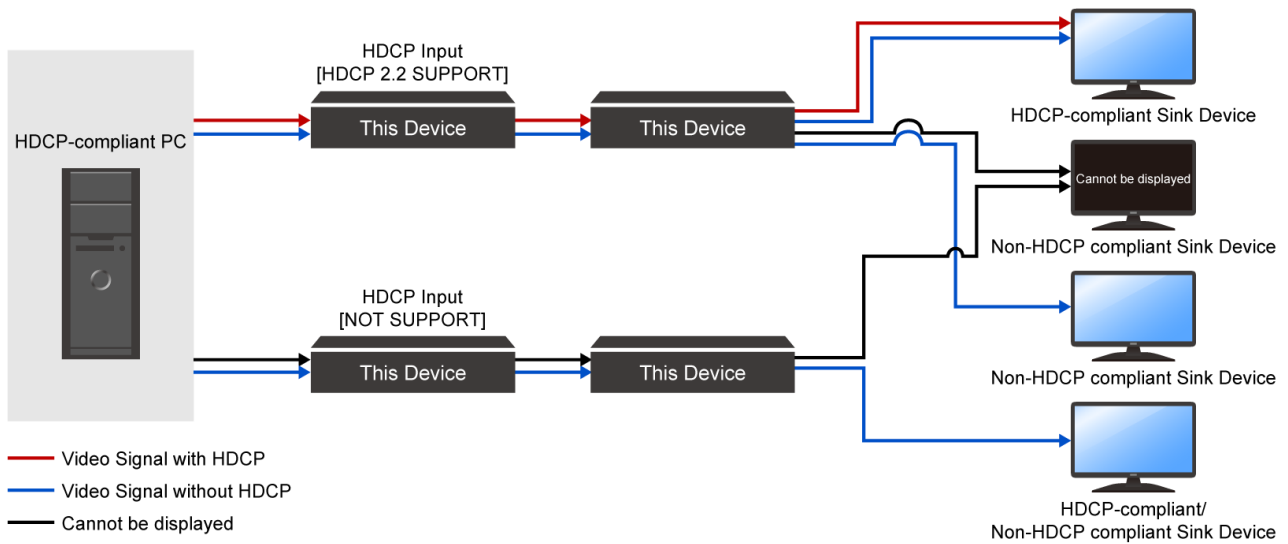 HDCP-compliant PC
HDCP Input
[HDCP 2.2 SUPPORT]
This Device
This Device
HDCP-compliant Sink Device
Cannot be displayed
Non-HDCP compliant Sink Device
HDCP Input
[NOT SUPPORT]
This Device
This Device
Non-HDCP compliant Sink Device
HDCP-compliant/
Non-HDCP compliant Sink Device
Video Signal with HDCP
Video Signal without HDCP
Cannot be displayed